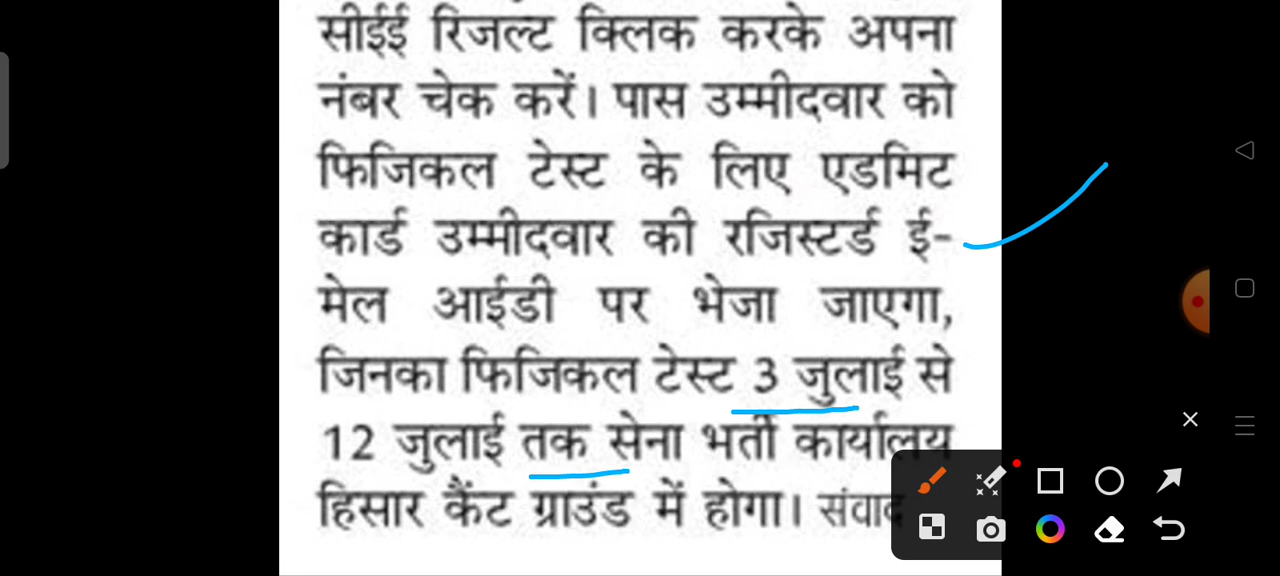 सीईई रिजल्ट क्लिक करके अपना
नंबर चेक करें। पास उम्मीदवार को
फिजिकल टेस्ट के लिए एडमिट
कार्ड उम्मीदवार की रजिस्टर्ड ई-
मेल आईडी पर भेजा जाएगा,
जिनका फिजिकल टेस्ट 3 जुलाई से
12 जुलाई तक सेना भर्ती कार्यालय
हिसार कैंट ग्राउंड में होगा। संवाद